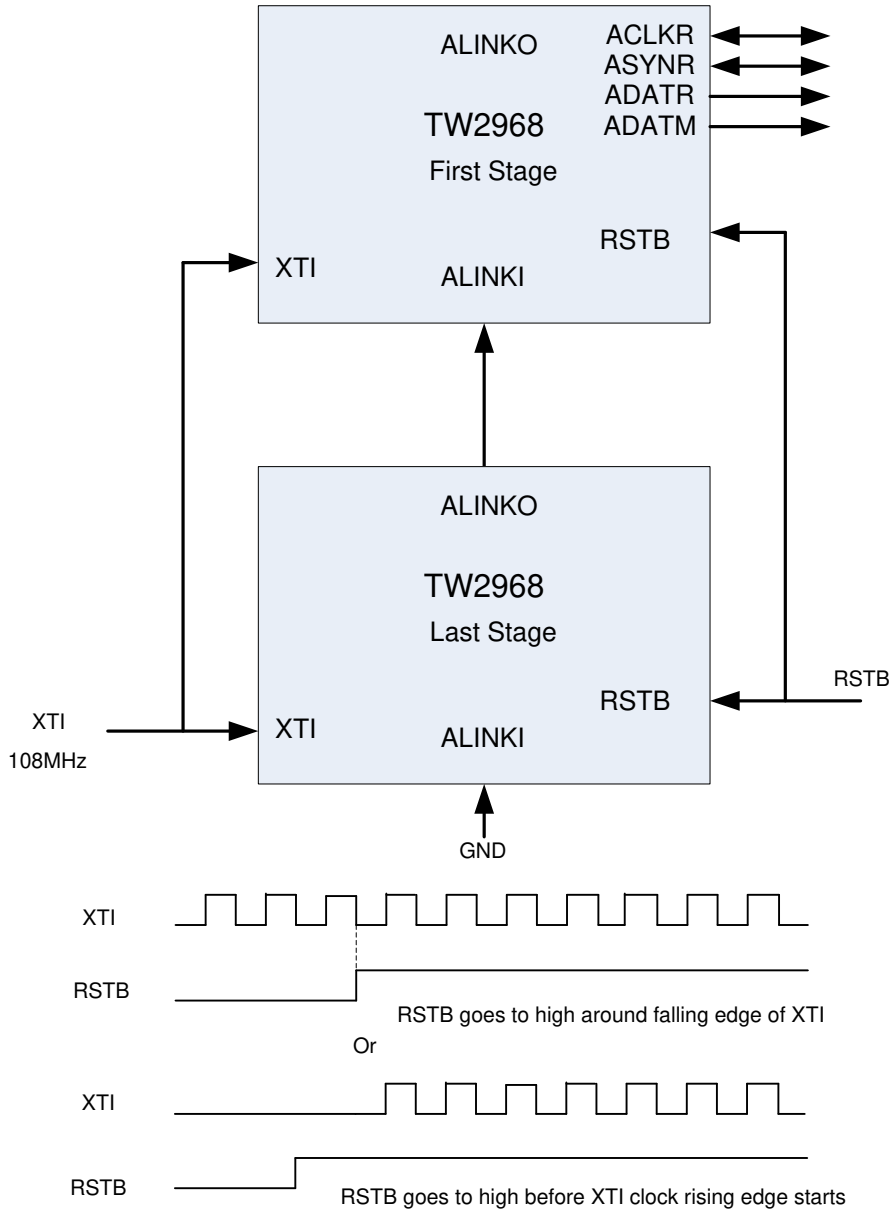 ALINKO
ACLKR
ASYNR
ADATR
ADATM
TW2968
First Stage
RSTB
XTI
ALINKI
ALINKO
TW2968
Last Stage
RSTB
RSTB
XTI
108MHz
XTI
ALINKI
GND
XTI
RSTB
RSTB goes to high around falling edge of XTI
Or
XTI
RSTB
RSTB goes to high before XTI clock rising edge starts